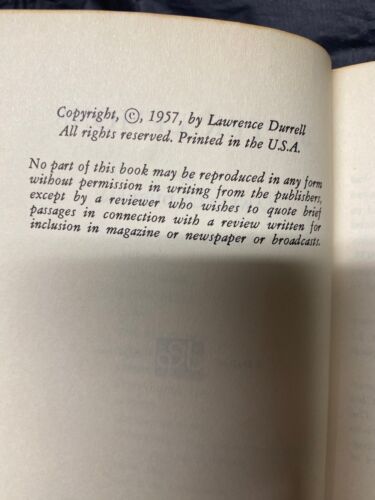 Copyright, ©, 1957, by Lawrence Durrell
All rights reserved. Printed in the U.S.A.
No part of this book may be reproduced in any form
without permission in writing from the publishers,
except by a reviewer who wishes to quote brief
passages in connection with a review written for
inclusion in magazine or newspaper or broadcasts.